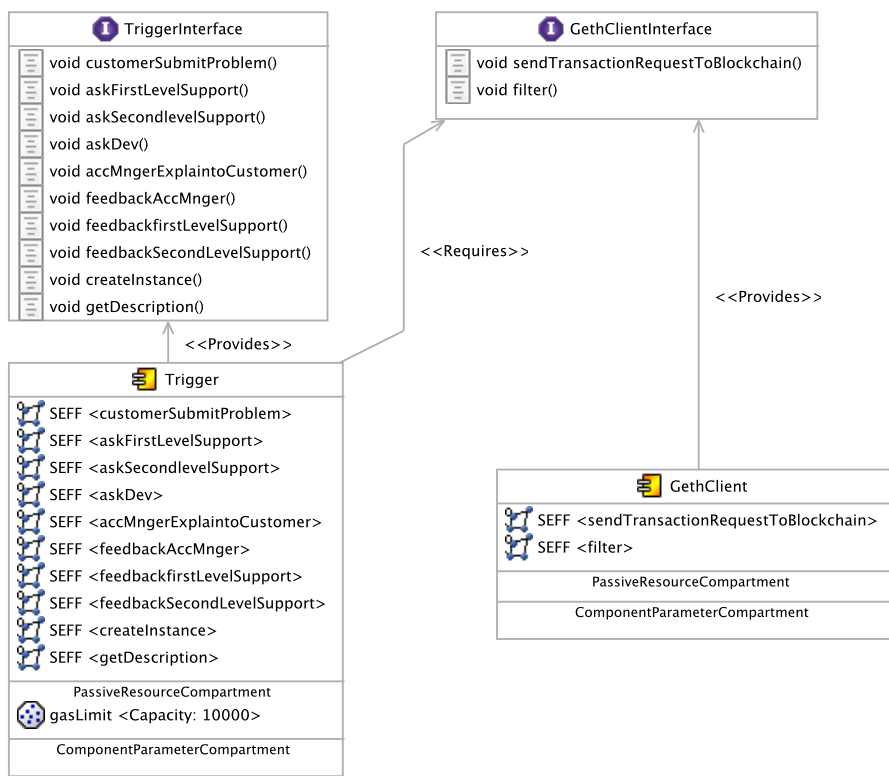 I TriggerInterface
void customerSubmitProblem()
void askFirstLevelSupport()
void askSecondlevelSupport()
void askDev()
void accMngerExplaintoCustomer()
void feedbackAccMnger()
void feedbackfirstLevelSupport()
void feedbackSecondLevelSupport()
void createInstance()
void getDescription()
I GethClientInterface
void sendTransactionRequestToBlockchain()
void filter()
<<Requires>>
<<Provides>>
<<Provides>>
Trigger
SEFF <customerSubmitProblem>
SEFF <askFirstLevelSupport>
SEFF <askSecondlevelSupport>
SEFF <askDev>
SEFF <accMngerExplaintoCustomer>
SEFF <feedbackAccMnger>
SEFF <feedbackfirstLevelSupport>
SEFF <feedbackSecondLevelSupport>
SEFF <createInstance>
SEFF <getDescription>
PassiveResourceCompartment
gasLimit <Capacity: 10000>
ComponentParameterCompartment
GethClient
SEFF <sendTransactionRequestToBlockchain>
SEFF <filter>
PassiveResourceCompartment
ComponentParameterCompartment